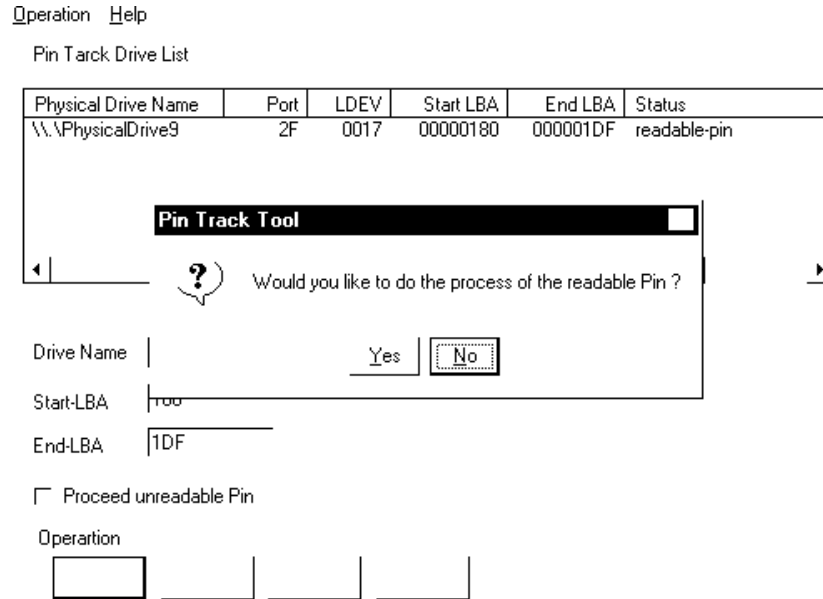 Operation Help
Pin Tarck Drive List
Physical Drive Name Port LDEV Start LBA End LBA Status
\\.\PhysicalDrive9 2F 0017 00000180 000001DF readable-pin
Pin Track Tool
Would you like to do the process of the readable Pin ?
Drive Name
Yes No
Start-LBA
End-LBA 1DF
Proceed unreadable Pin
Operartion